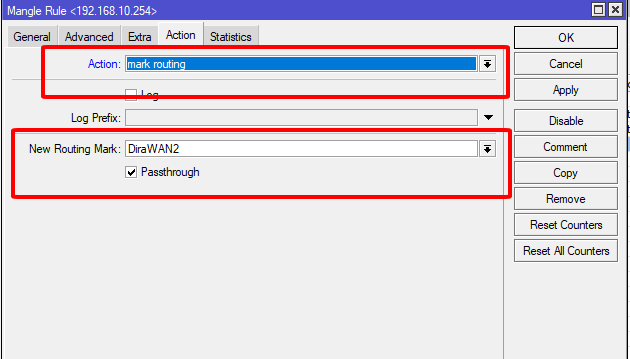 Mangle Rule <192.168.10.254>
General Advanced Extra Action Statistics
Action: mark routing
Log
Log Prefix:
New Routing Mark: DiraWAN2
Passthrough
OK
Cancel
Apply
Disable
Comment
Copy
Remove
Reset Counters
Reset All Counters